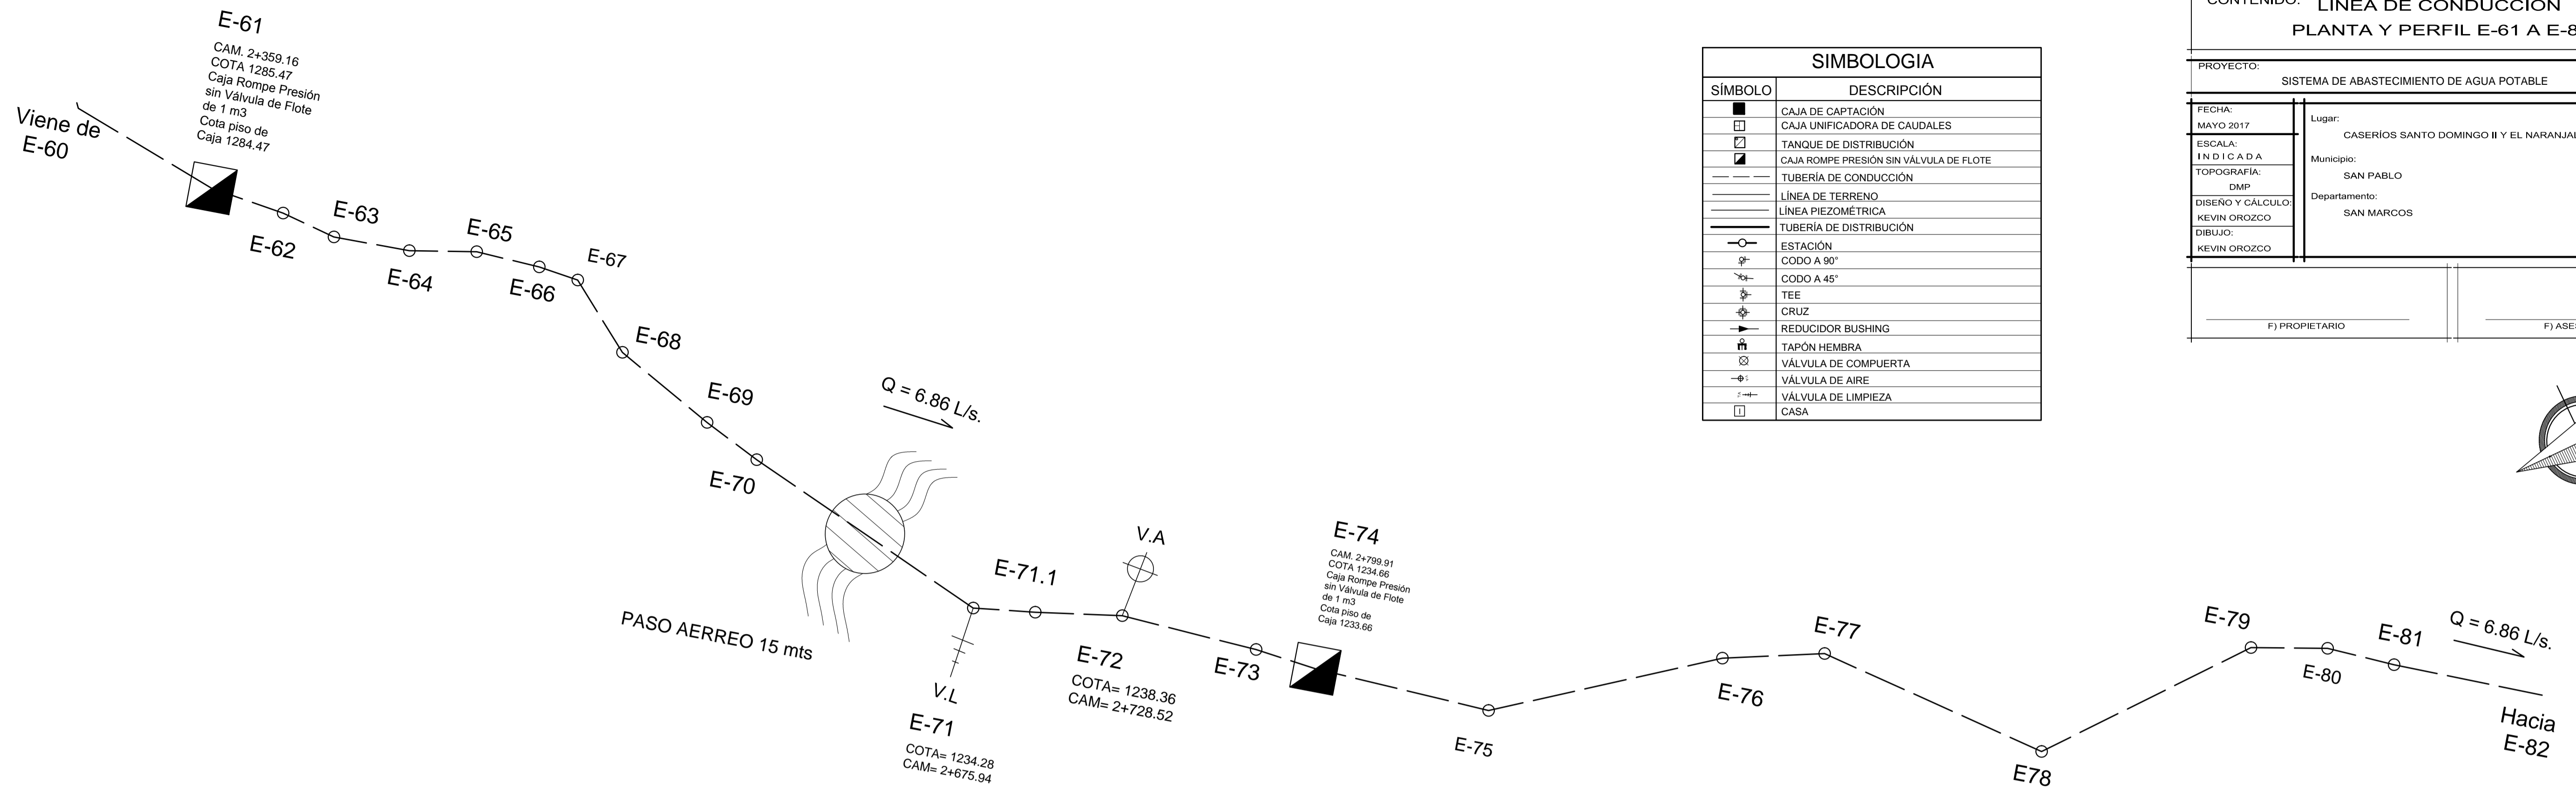 E-61
CAM. 2+359.16
COTA 1285.47
Caja Rompe Presión
sin Válvula de Flote
de 1 m3
Cota piso de
Caja 1284.47
Viene de
E-60
E-62
E-63
E-64
E-65
E-66
E-67
E-68
E-69
E-70
Q = 6.86 L/s.
PASO AERREO 15 mts
E-71.1
V.A
V.L
E-71
COTA= 1234.28
CAM= 2+675.94
E-72
COTA= 1238.36
CAM= 2+728.52
E-73
E-74
CAM. 2+799.91
COTA 1234.66
Caja Rompe Presión
sin Válvula de Flote
de 1 m3
Cota piso de
Caja 1233.66
E-75
E-76
E-77
E78
E-79
E-80
E-81
Q = 6.86 L/s.
Hacia
E-82
SIMBOLOGIA
SÍMBOLO DESCRIPCIÓN
CAJA DE CAPTACIÓN
CAJA UNIFICADORA DE CAUDALES
TANQUE DE DISTRIBUCIÓN
CAJA ROMPE PRESIÓN SIN VÁLVULA DE FLOTE
TUBERÍA DE CONDUCCIÓN
LÍNEA DE TERRENO
LÍNEA PIEZOMÉTRICA
TUBERÍA DE DISTRIBUCIÓN
ESTACIÓN
CODO A 90°
CODO A 45°
TEE
CRUZ
REDUCIDOR BUSHING
TAPÓN HEMBRA
VÁLVULA DE COMPUERTA
VÁLVULA DE AIRE
VÁLVULA DE LIMPIEZA
CASA
CONTENIDO: LINEA DE CONDUCCIÓN
PLANTA Y PERFIL E-61 A E-8
PROYECTO:
SISTEMA DE ABASTECIMIENTO DE AGUA POTABLE
FECHA:
MAYO 2017
ESCALA:
INDICADA
TOPOGRAFÍA:
DMP
DISEÑO Y CÁLCULO:
KEVIN OROZCO
DIBUJO:
KEVIN OROZCO
Lugar:
CASERÍOS SANTO DOMINGO II Y EL NARANJAL
Municipio:
SAN PABLO
Departamento:
SAN MARCOS
F) PROPIETARIO
F) ASE